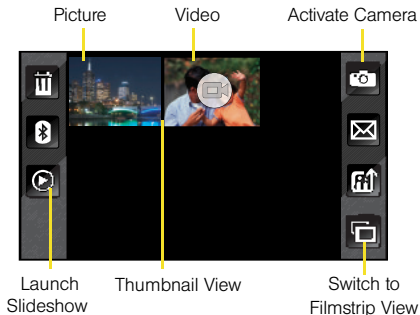 Picture
Video
Activate Camera
Launch
Slideshow
Thumbnail View
Switch to
Filmstrip View